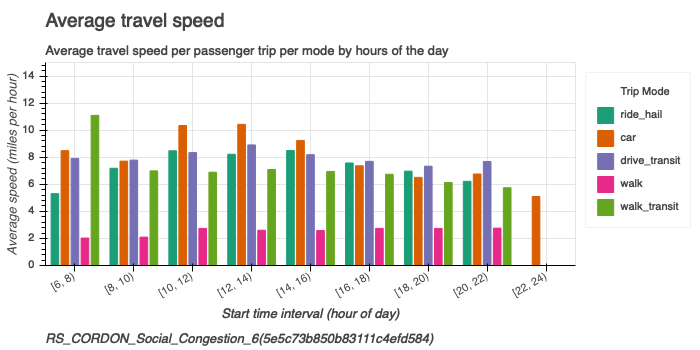 Average travel speed
Average travel speed per passenger trip per mode by hours of the day
Average speed (miles per hour)
14
12
10
8
6
4
2
0
[6, 8)
[8, 10)
[10, 12)
[12, 14)
[14, 16)
[16, 18)
[18, 20)
[20, 22)
[22, 24)
Start time interval (hour of day)
Trip Mode
ride_hail
car
drive_transit
walk
walk_transit
RS_CORDON_Social_Congestion_6(5e5c73b850b83111c4efd584)